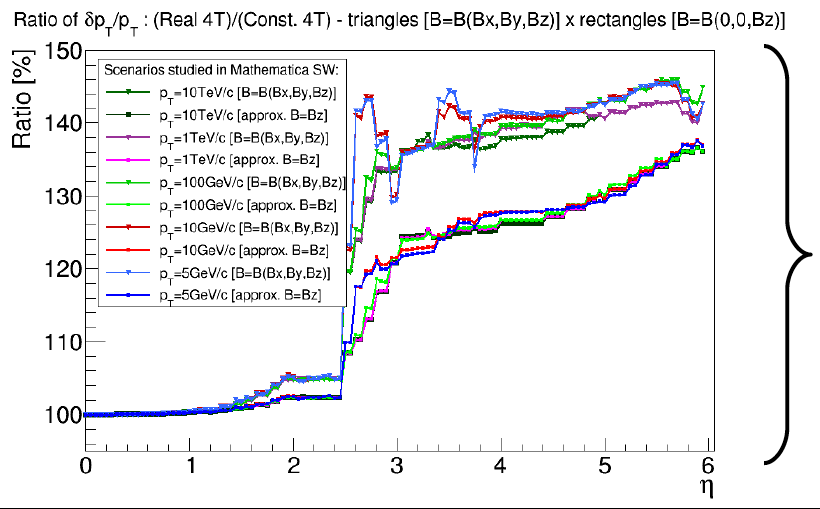 Ratio of δp_T/p_T : (Real 4T)/(Const. 4T) - triangles [B=B(Bx,By,Bz)] x rectangles [B=B(0,0,Bz)]
Ratio [%]
150
140
130
120
110
100
Scenarios studied in Mathematica SW:
p_T=10TeV/c [B=B(Bx,By,Bz)]
p_T=10TeV/c [approx. B=Bz]
p_T=1TeV/c [B=B(Bx,By,Bz)]
p_T=1TeV/c [approx. B=Bz]
p_T=100GeV/c [B=B(Bx,By,Bz)]
p_T=100GeV/c [approx. B=Bz]
p_T=10GeV/c [B=B(Bx,By,Bz)]
p_T=10GeV/c [approx. B=Bz]
p_T=5GeV/c [B=B(Bx,By,Bz)]
p_T=5GeV/c [approx. B=Bz]
0 1 2 3 4 5 6
η